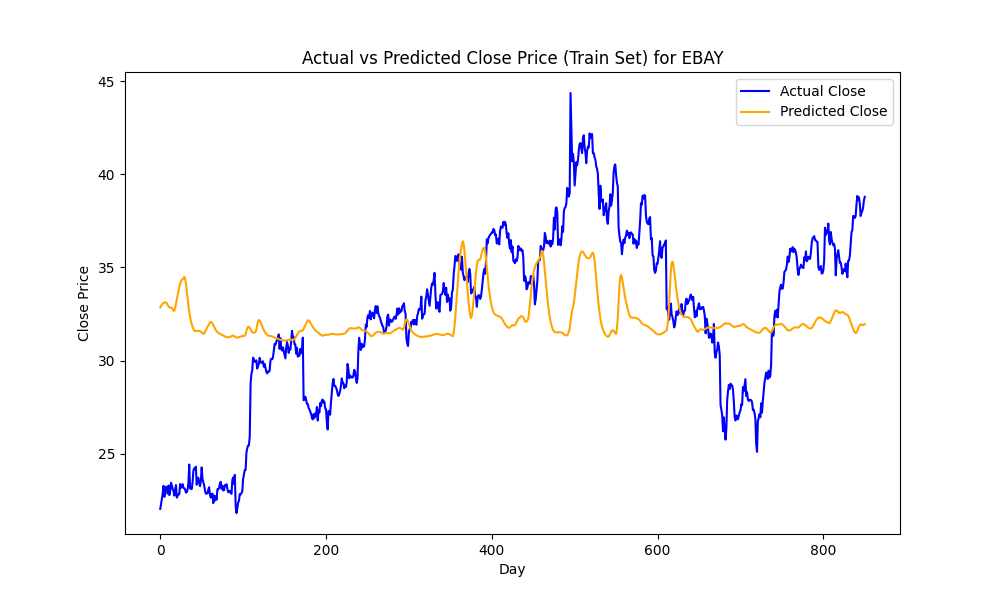 Actual vs Predicted Close Price (Train Set) for EBAY
Actual Close
Predicted Close
Close Price
45
40
35
30
25
0
200
400
600
800
Day